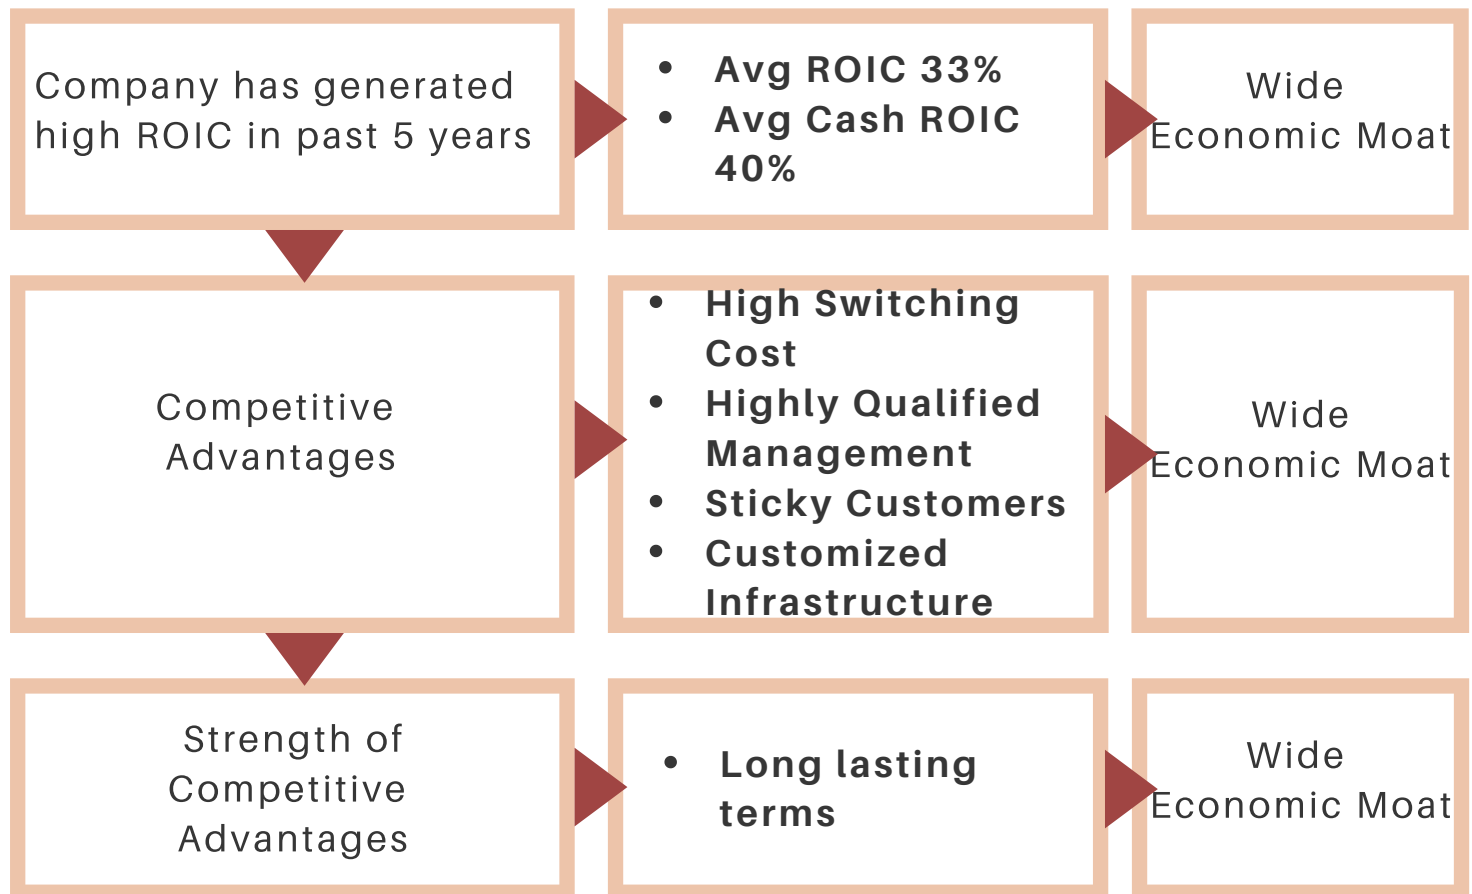 Company has generated
high ROIC in past 5 years
• Avg ROIC 33%
• Avg Cash ROIC
40%
Wide
Economic Moat
Competitive
Advantages
• High Switching
Cost
• Highly Qualified
Management
• Sticky Customers
• Customized
Infrastructure
Wide
Economic Moat
Strength of
Competitive
Advantages
• Long lasting
terms
Wide
Economic Moat